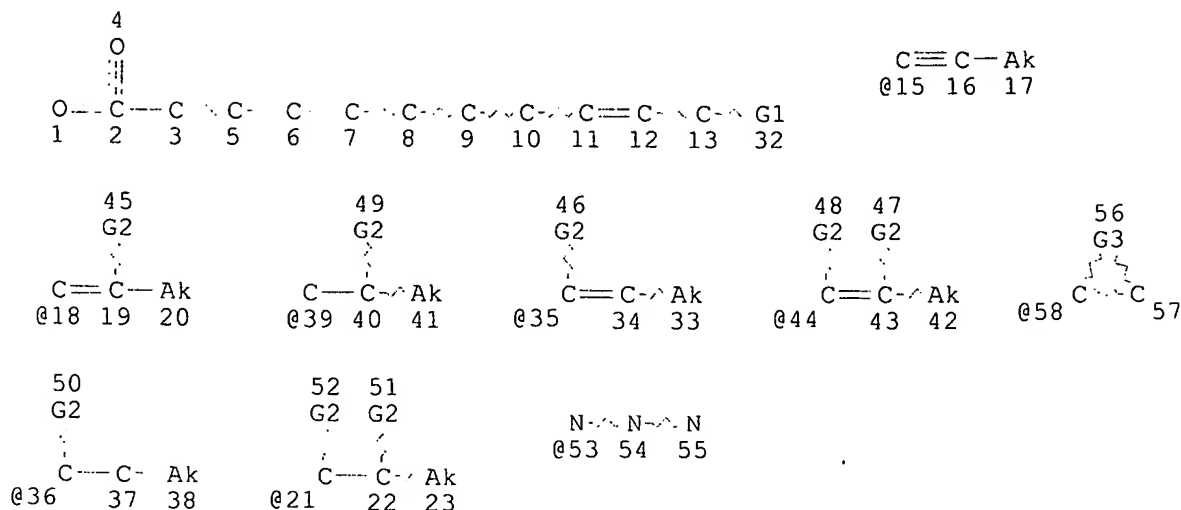 4
O
C≡C—Ak
@15 16 17
O—C—C—C—C—C—C—C—C—C=C—C—G1
1 2 3 5 6 7 8 9 10 11 12 13 32
45 49 46 48 47 56
G2 G2 G2 G2 G2 G3
C=C—Ak C—C—Ak C=C—Ak C=C—Ak C C
@18 19 20 @39 40 41 @35 34 33 @44 43 42 @58 57
50 52 51
G2 G2 G2
N—N—N
@53 54 55
C—C—Ak C—C—Ak
@36 37 38 @21 22 23